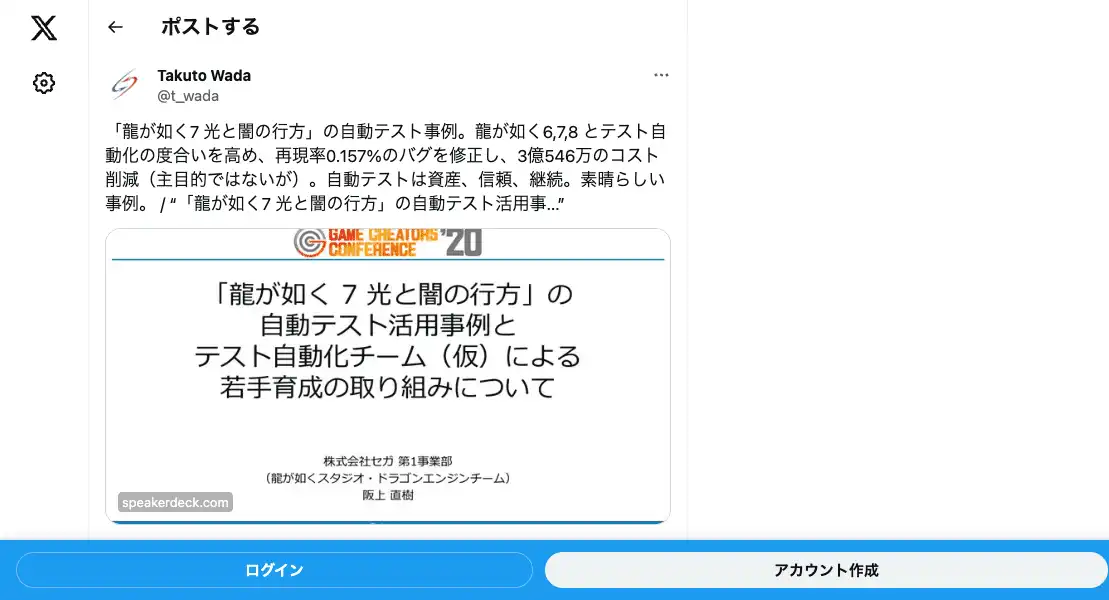 ポストする
Takuto Wada
@t_wada
「龍が如く7 光と闇の行方」の自動テスト事例。龍が如く6,7,8 とテスト自
動化の度合いを高め、再現率0.157%のバグを修正し、3億546万のコスト
削減（主目的ではないが）。自動テストは資産、信頼、継続。素晴らしい
事例。 / “「龍が如く7 光と闇の行方」の自動テスト活用事…”
GAME CREATORS'20
CONFERENCE
「龍が如く 7 光と闇の行方」の
自動テスト活用事例と
テスト自動化チーム（仮）による
若手育成の取り組みについて
株式会社セガ 第1事業部
（龍が如くスタジオ・ドラゴンエンジンチーム）
阪上 直樹
speakerdeck.com
ログイン
アカウント作成